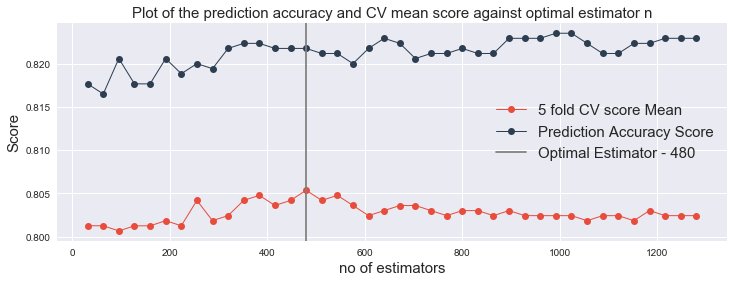 Plot of the prediction accuracy and CV mean score against optimal estimator n
Score
0.820
0.815
0.810
0.805
0.800
5 fold CV score Mean
Prediction Accuracy Score
Optimal Estimator - 480
0 200 400 600 800 1000 1200
no of estimators